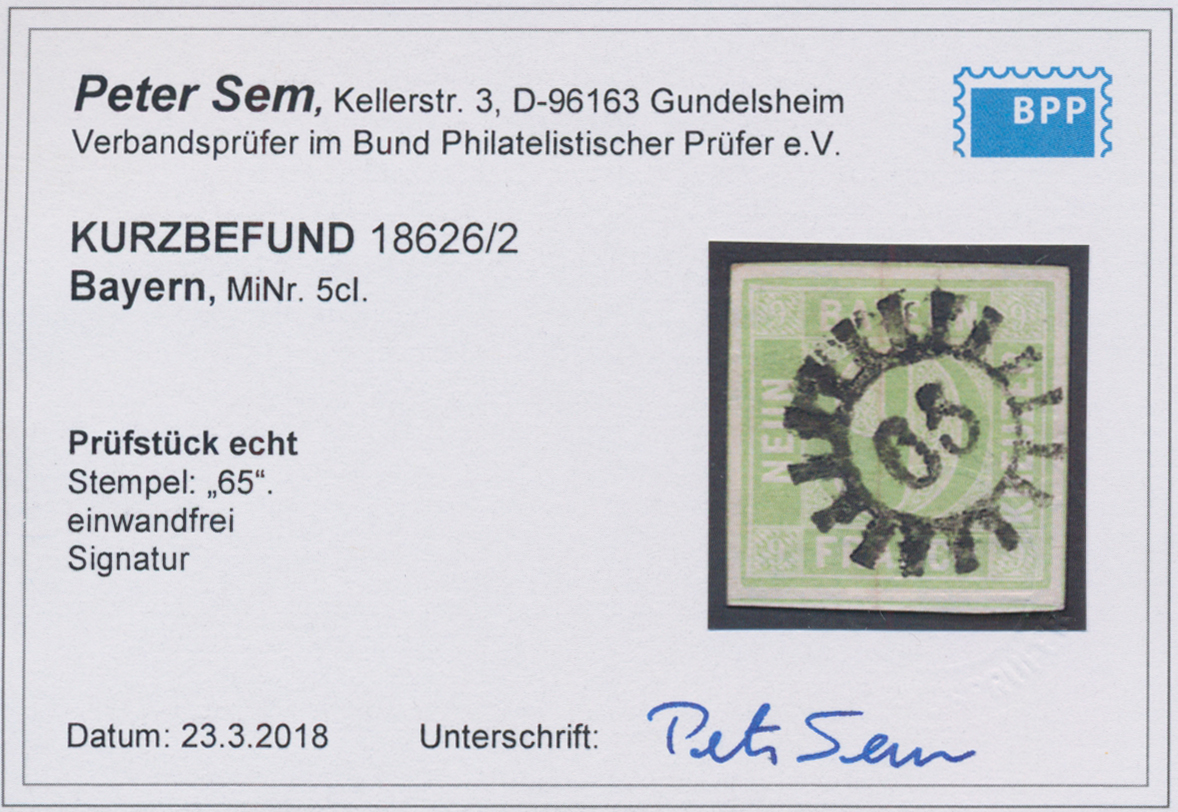 Peter Sem, Kellerstr. 3, D-96163 Gundelsheim
Verbandsprüfer im Bund Philatelistischer Prüfer e.V.
BPP
KURZBEFUND 18626/2
Bayern, MiNr. 5cl.
Prüfstück echt
Stempel: „65“.
einwandfrei
Signatur
NEUN
65
Datum: 23.3.2018
Unterschrift: Peter Sem